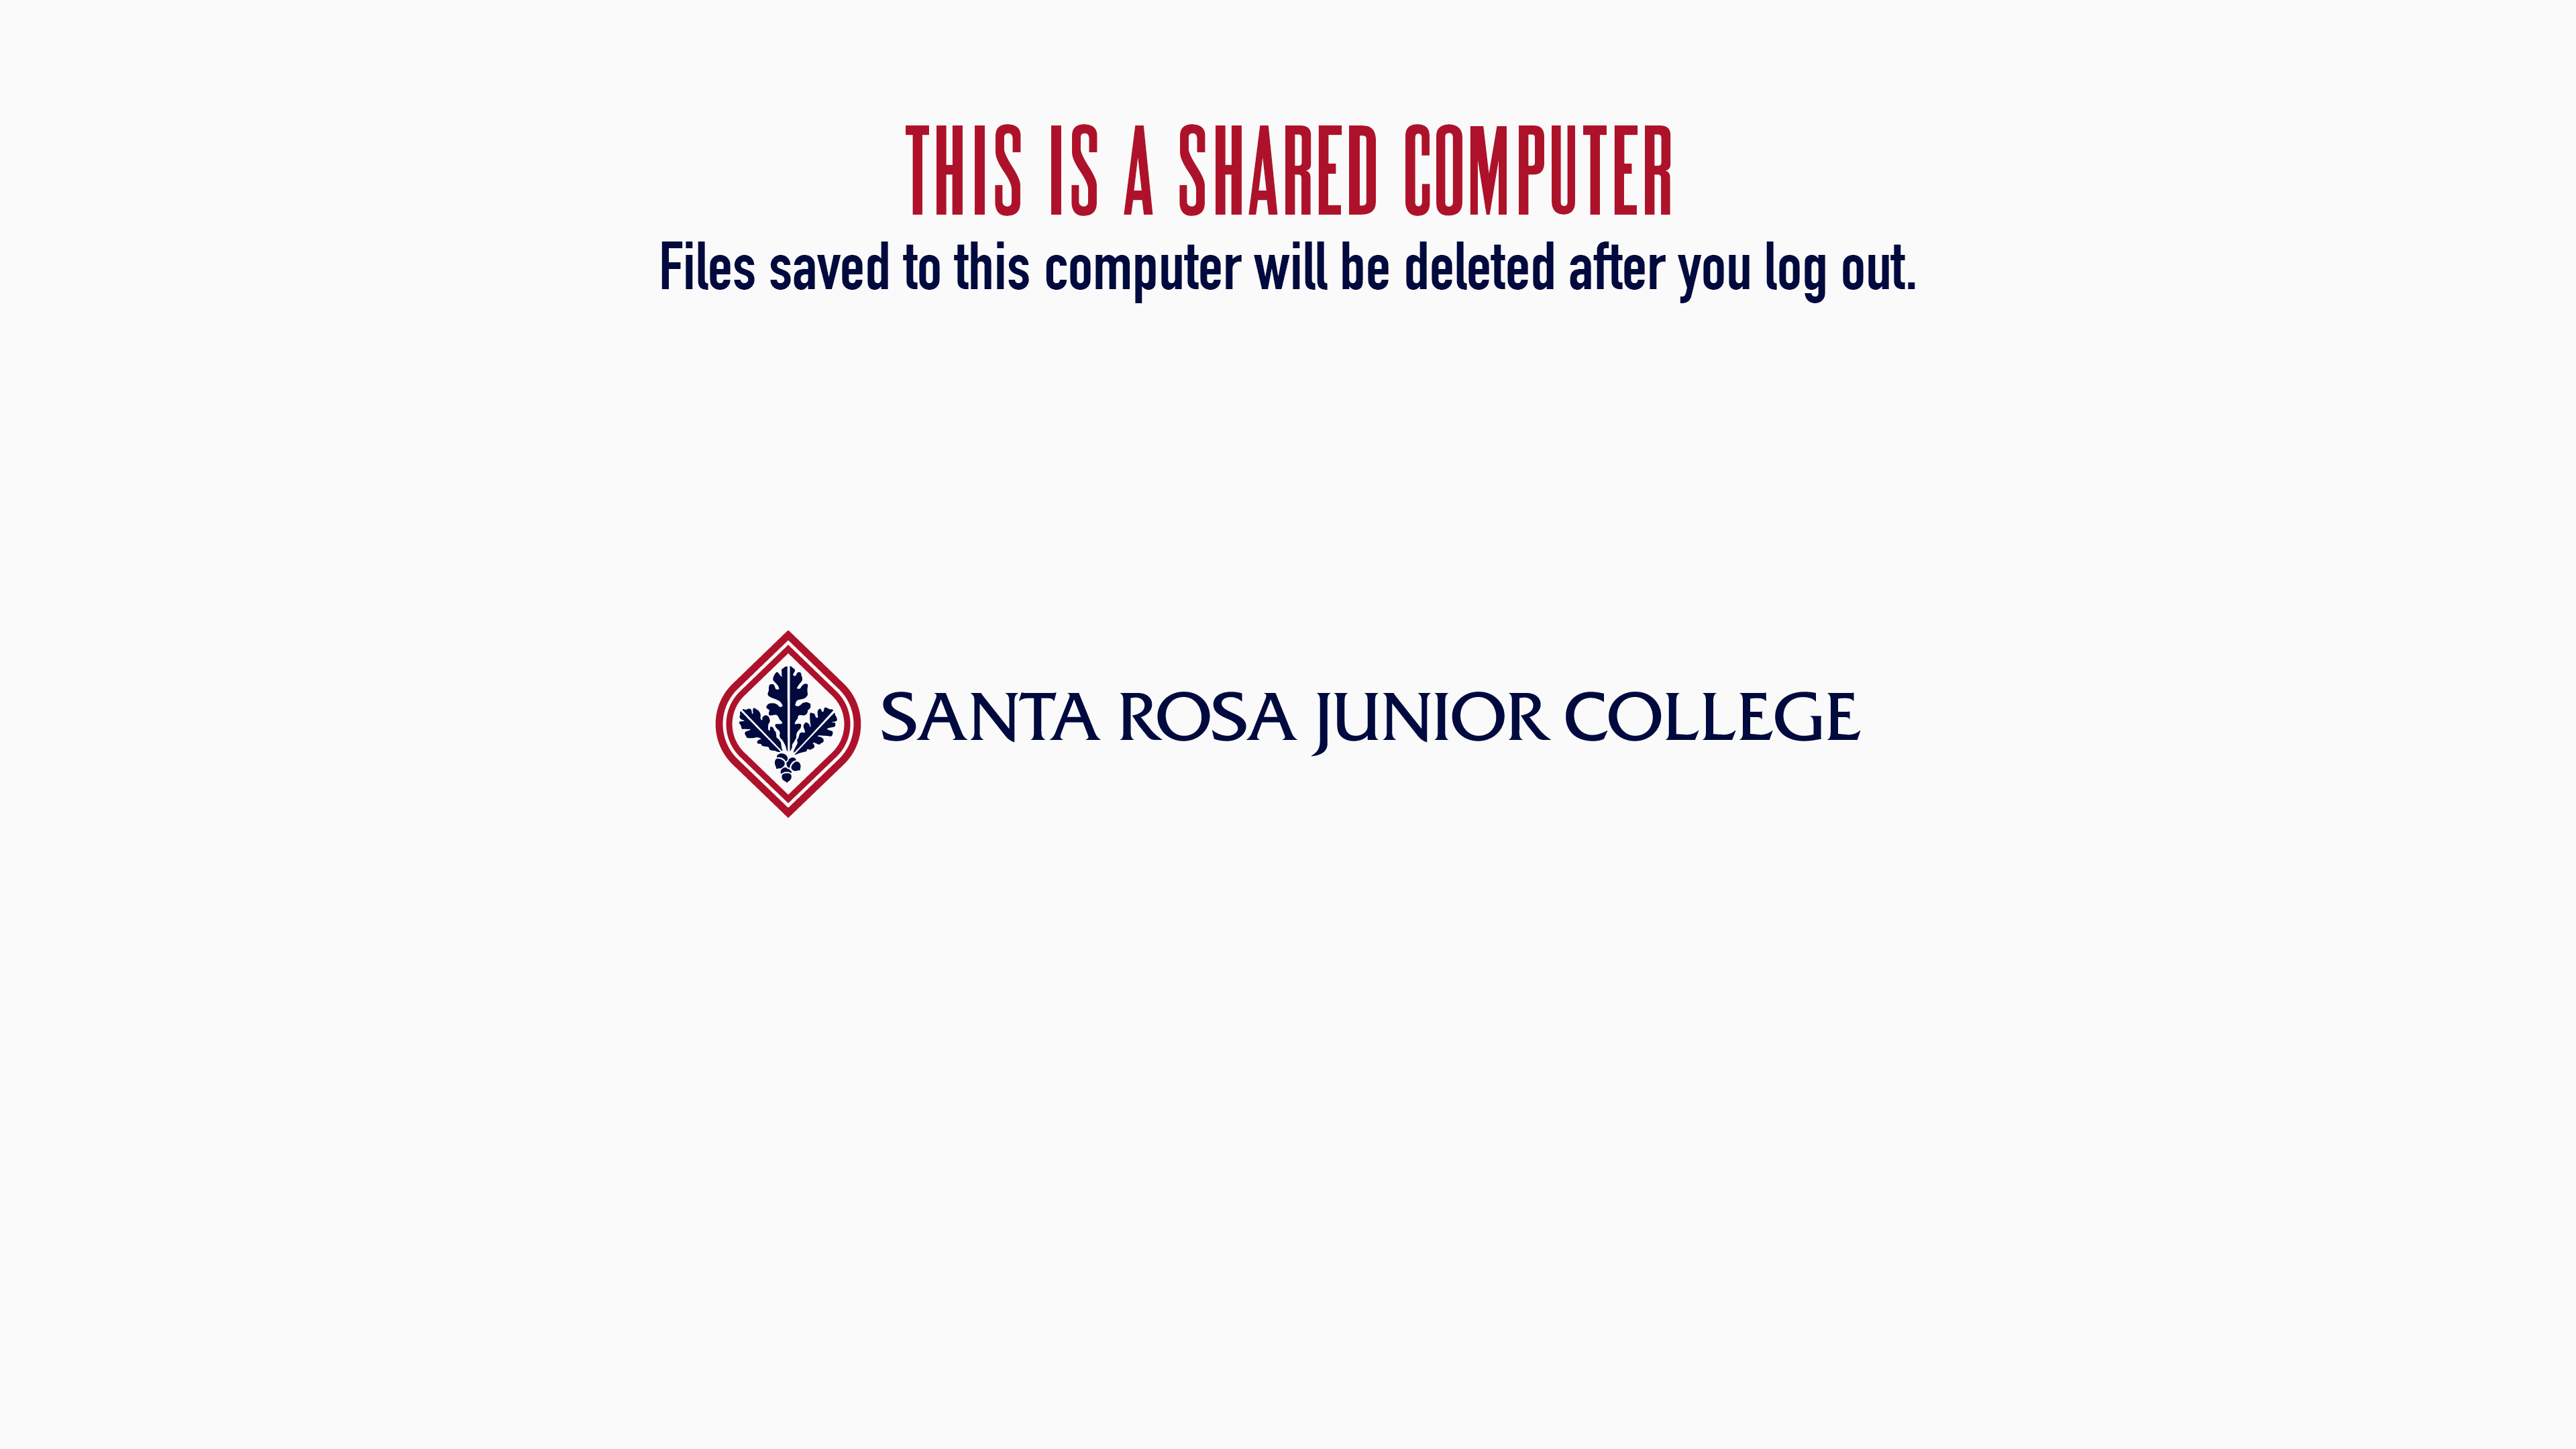 THIS IS A SHARED COMPUTER
Files saved to this computer will be deleted after you log out.
SANTA ROSA JUNIOR COLLEGE